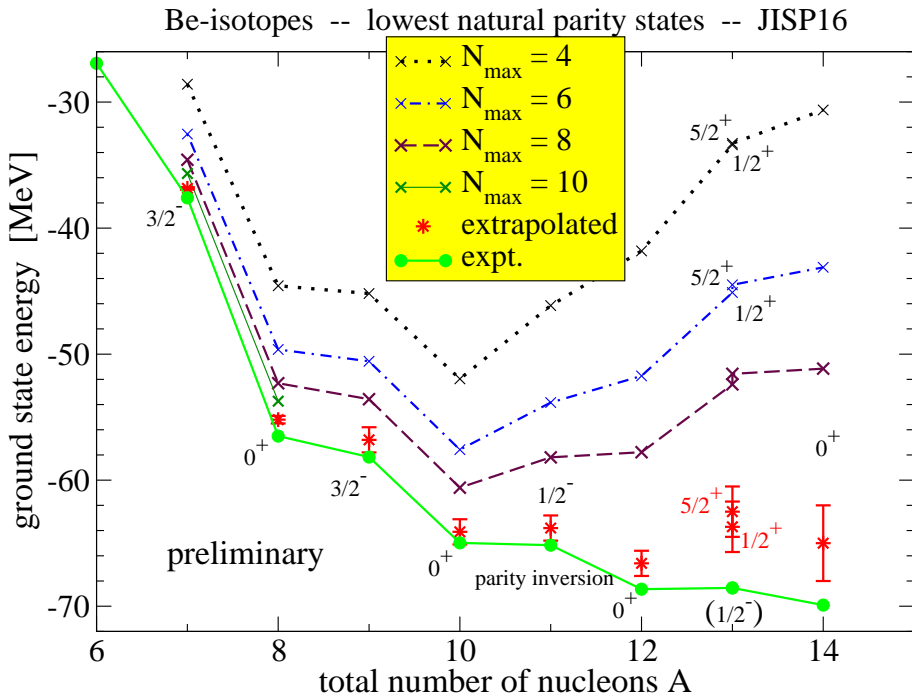 Be-isotopes -- lowest natural parity states -- JISP16
N_max = 4
N_max = 6
N_max = 8
N_max = 10
extrapolated
expt.
ground state energy [MeV]
-30
-40
-50
-60
-70
5/2^+
1/2^+
3/2^-
5/2^+
1/2^+
0^+
0^+
3/2^-
1/2^-
5/2^+
1/2^+
preliminary
0^+
parity inversion
0^+
(1/2^-)
6
8
10
12
14
total number of nucleons A